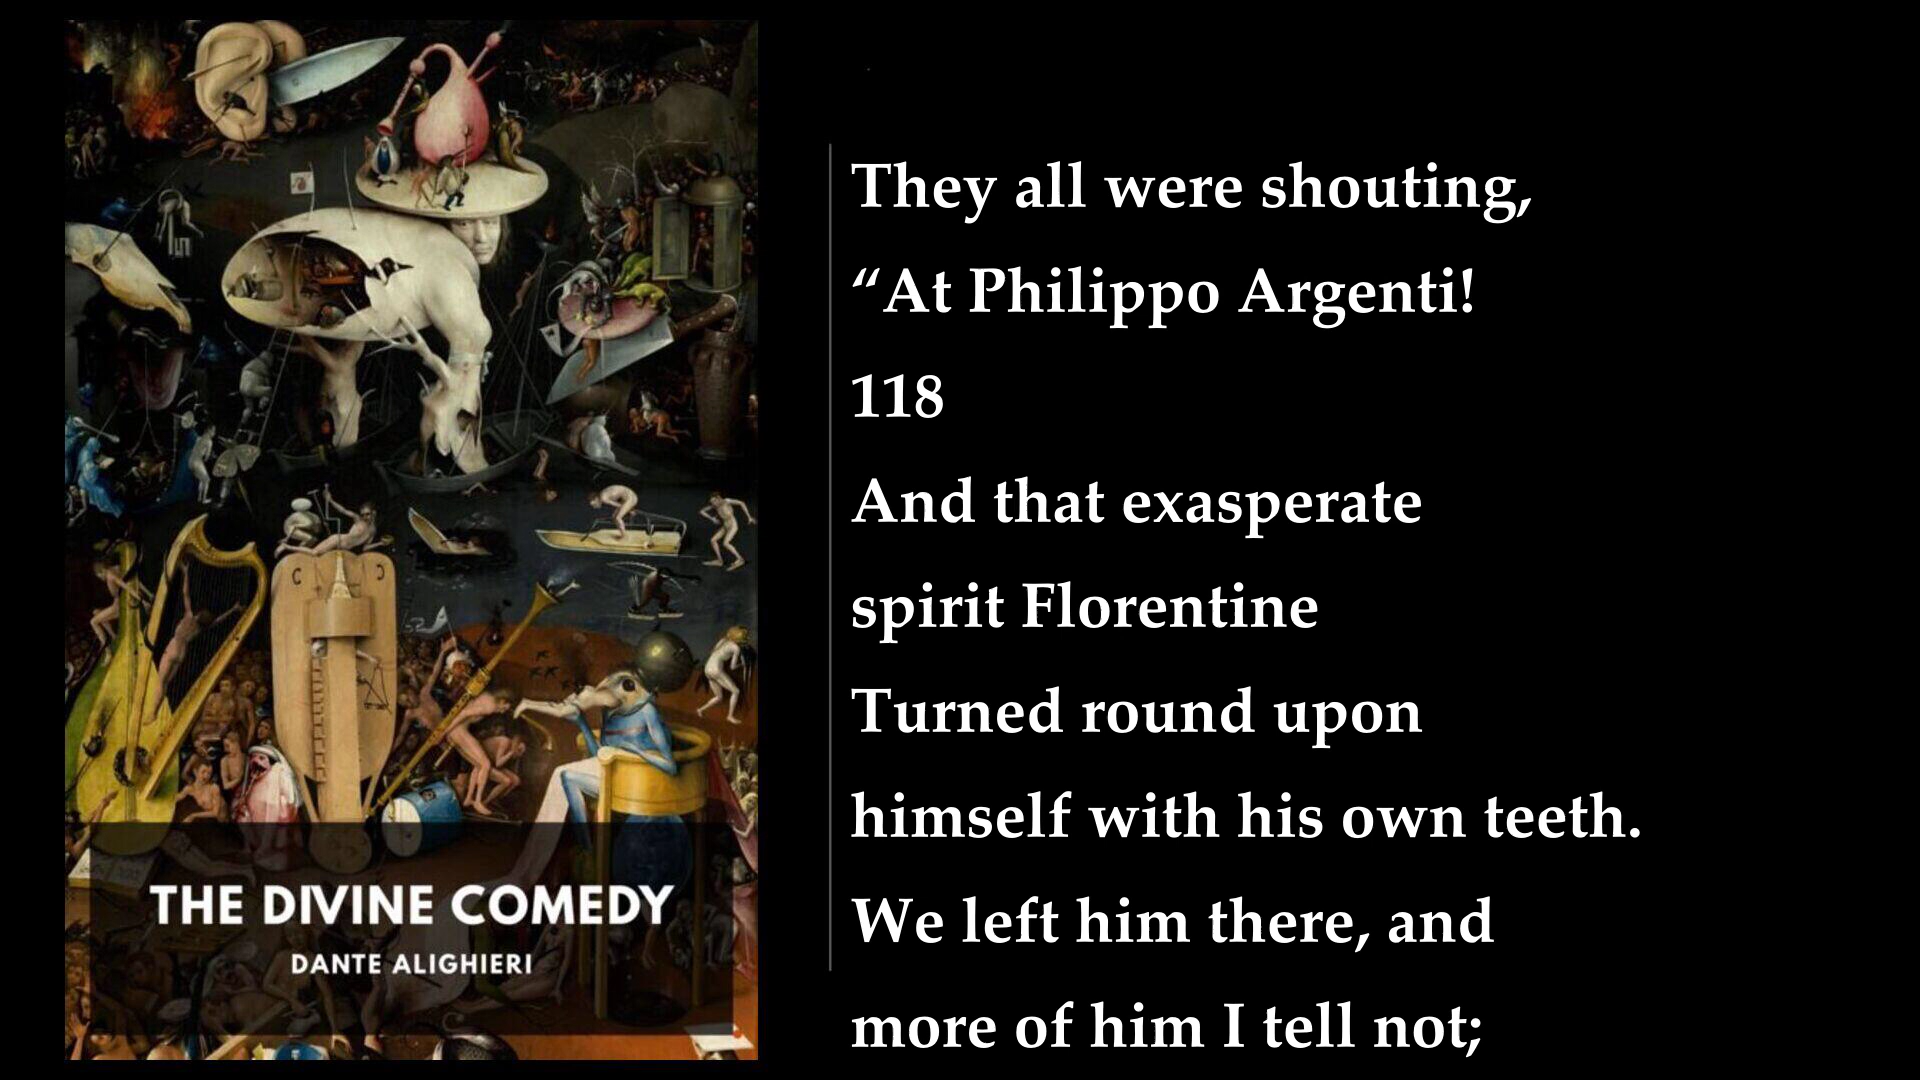 THE DIVINE COMEDY
DANTE ALIGHIERI
They all were shouting,
“At Philippo Argenti!
118
And that exasperate
spirit Florentine
Turned round upon
himself with his own teeth.
We left him there, and
more of him I tell not;